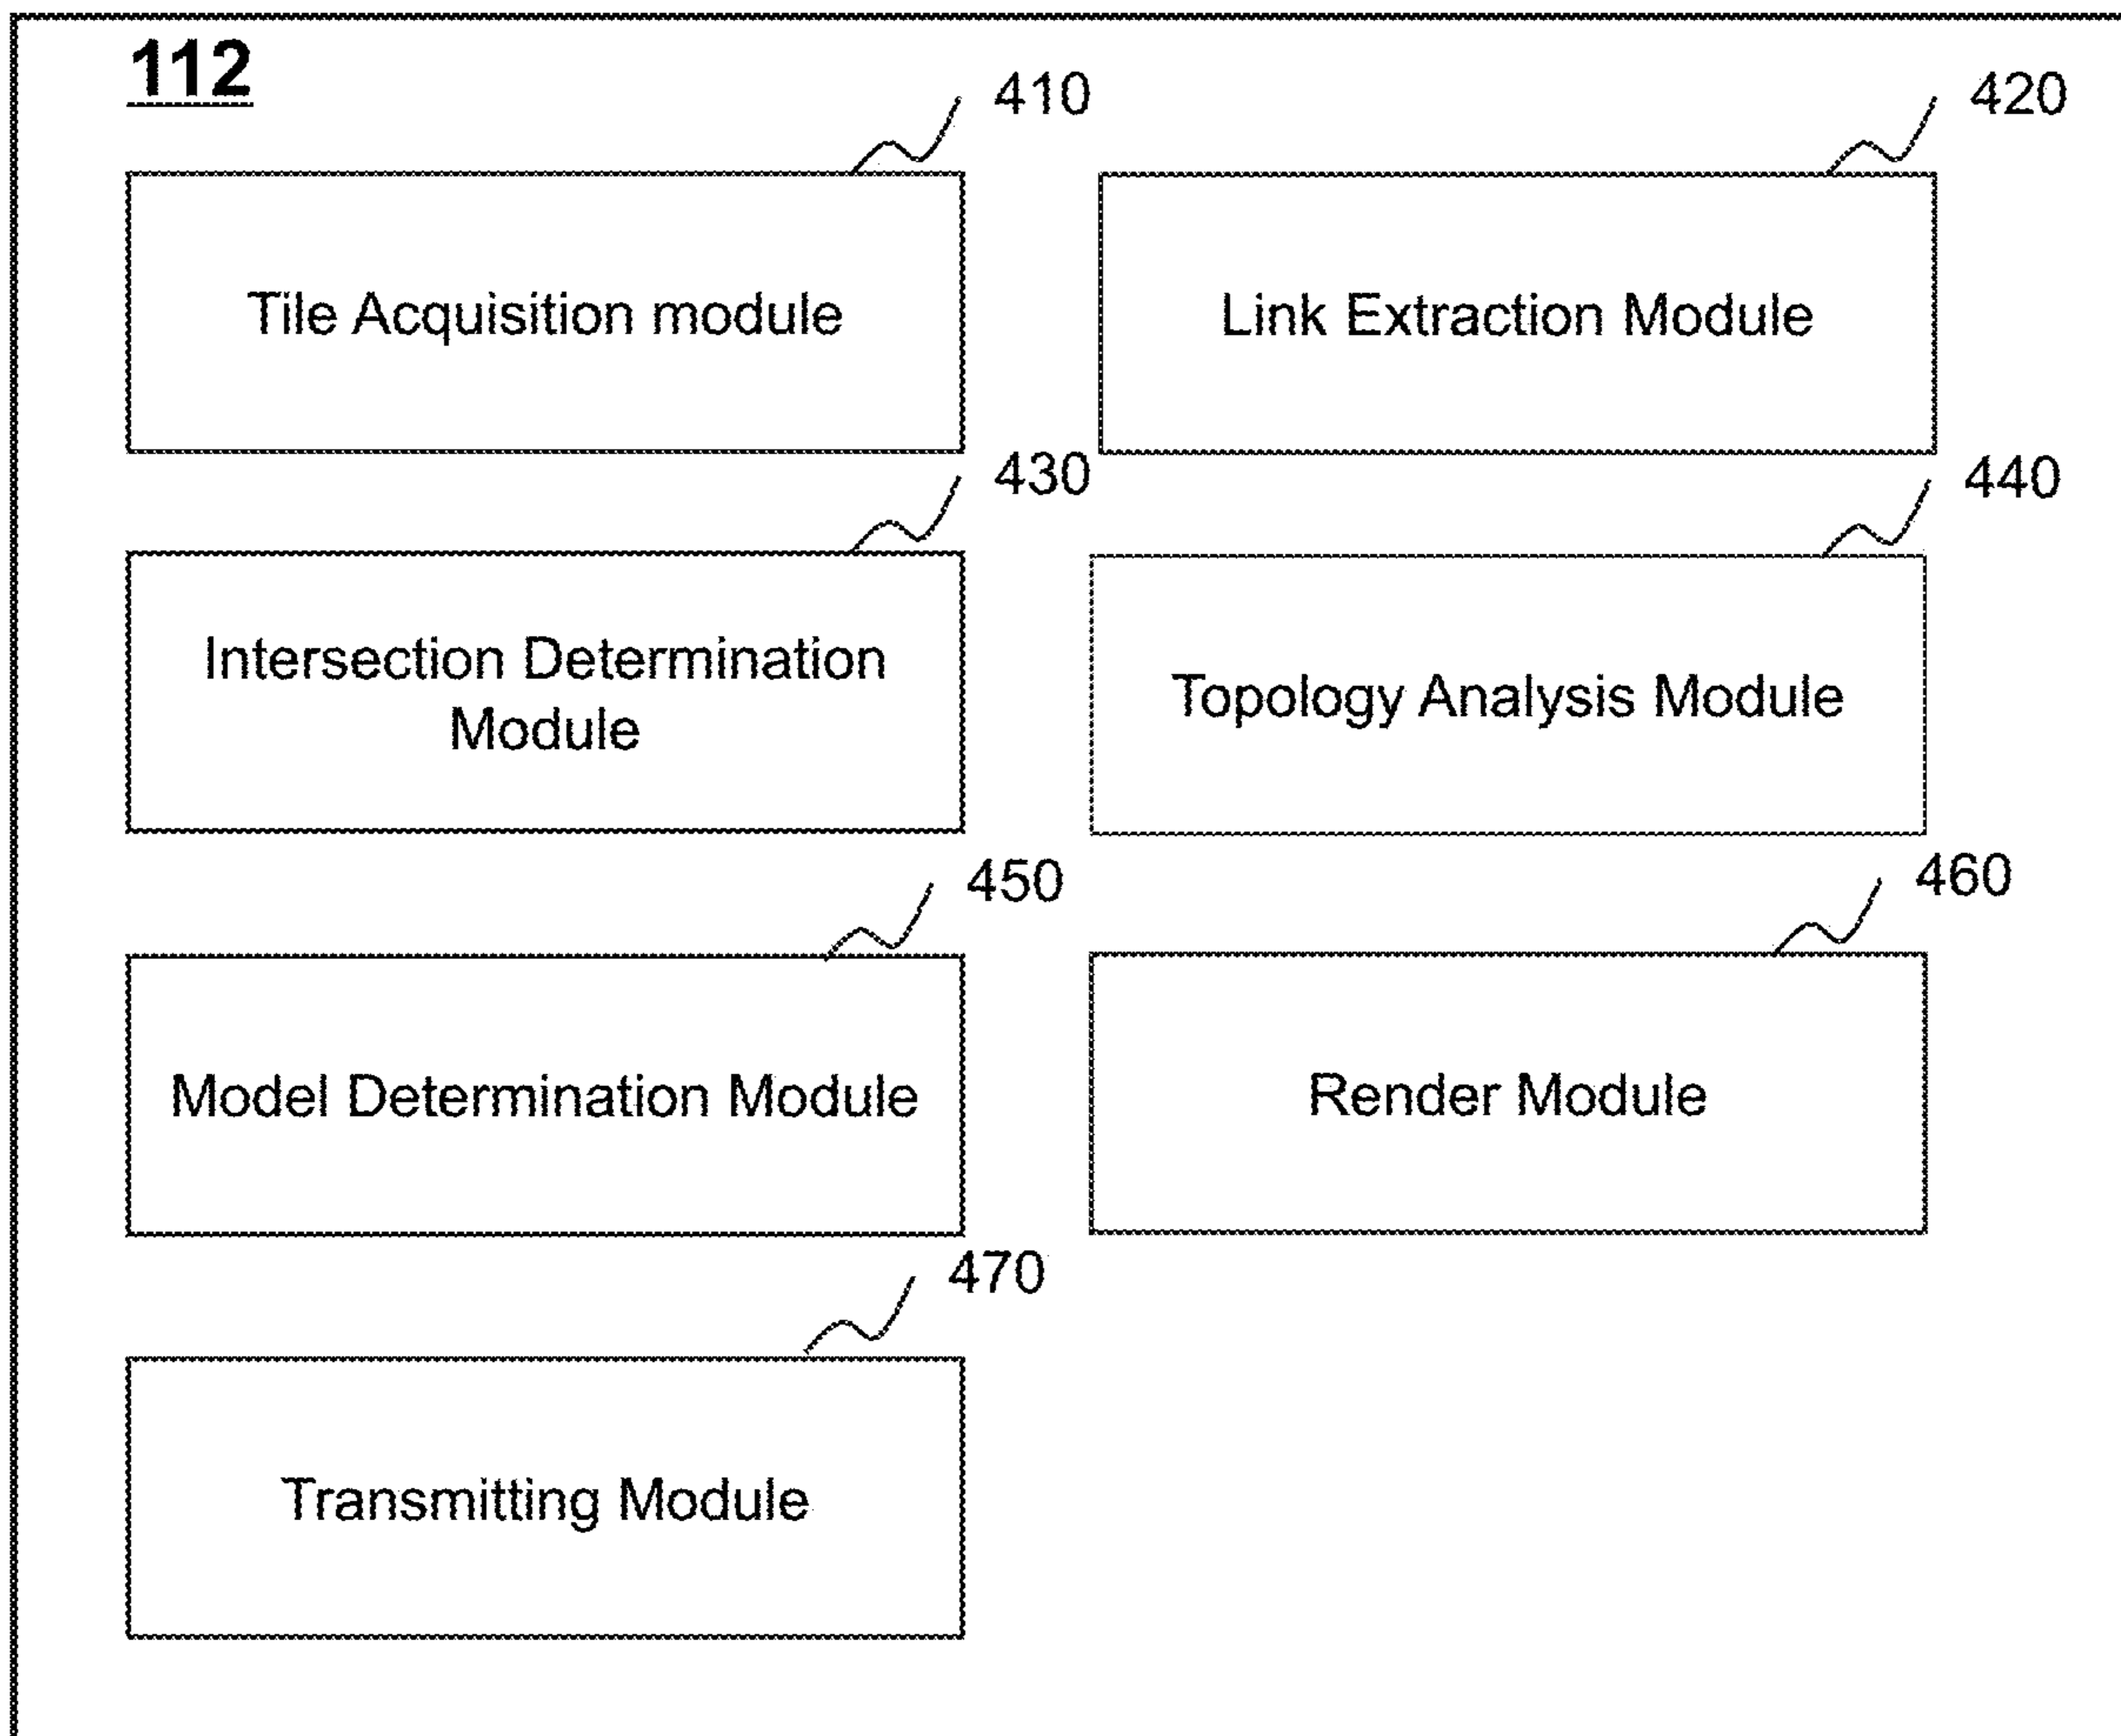 112
410
420
Tile Acquisition module
Link Extraction Module
430
440
Intersection Determination
Module
Topology Analysis Module
450
460
Model Determination Module
Render Module
470
Transmitting Module